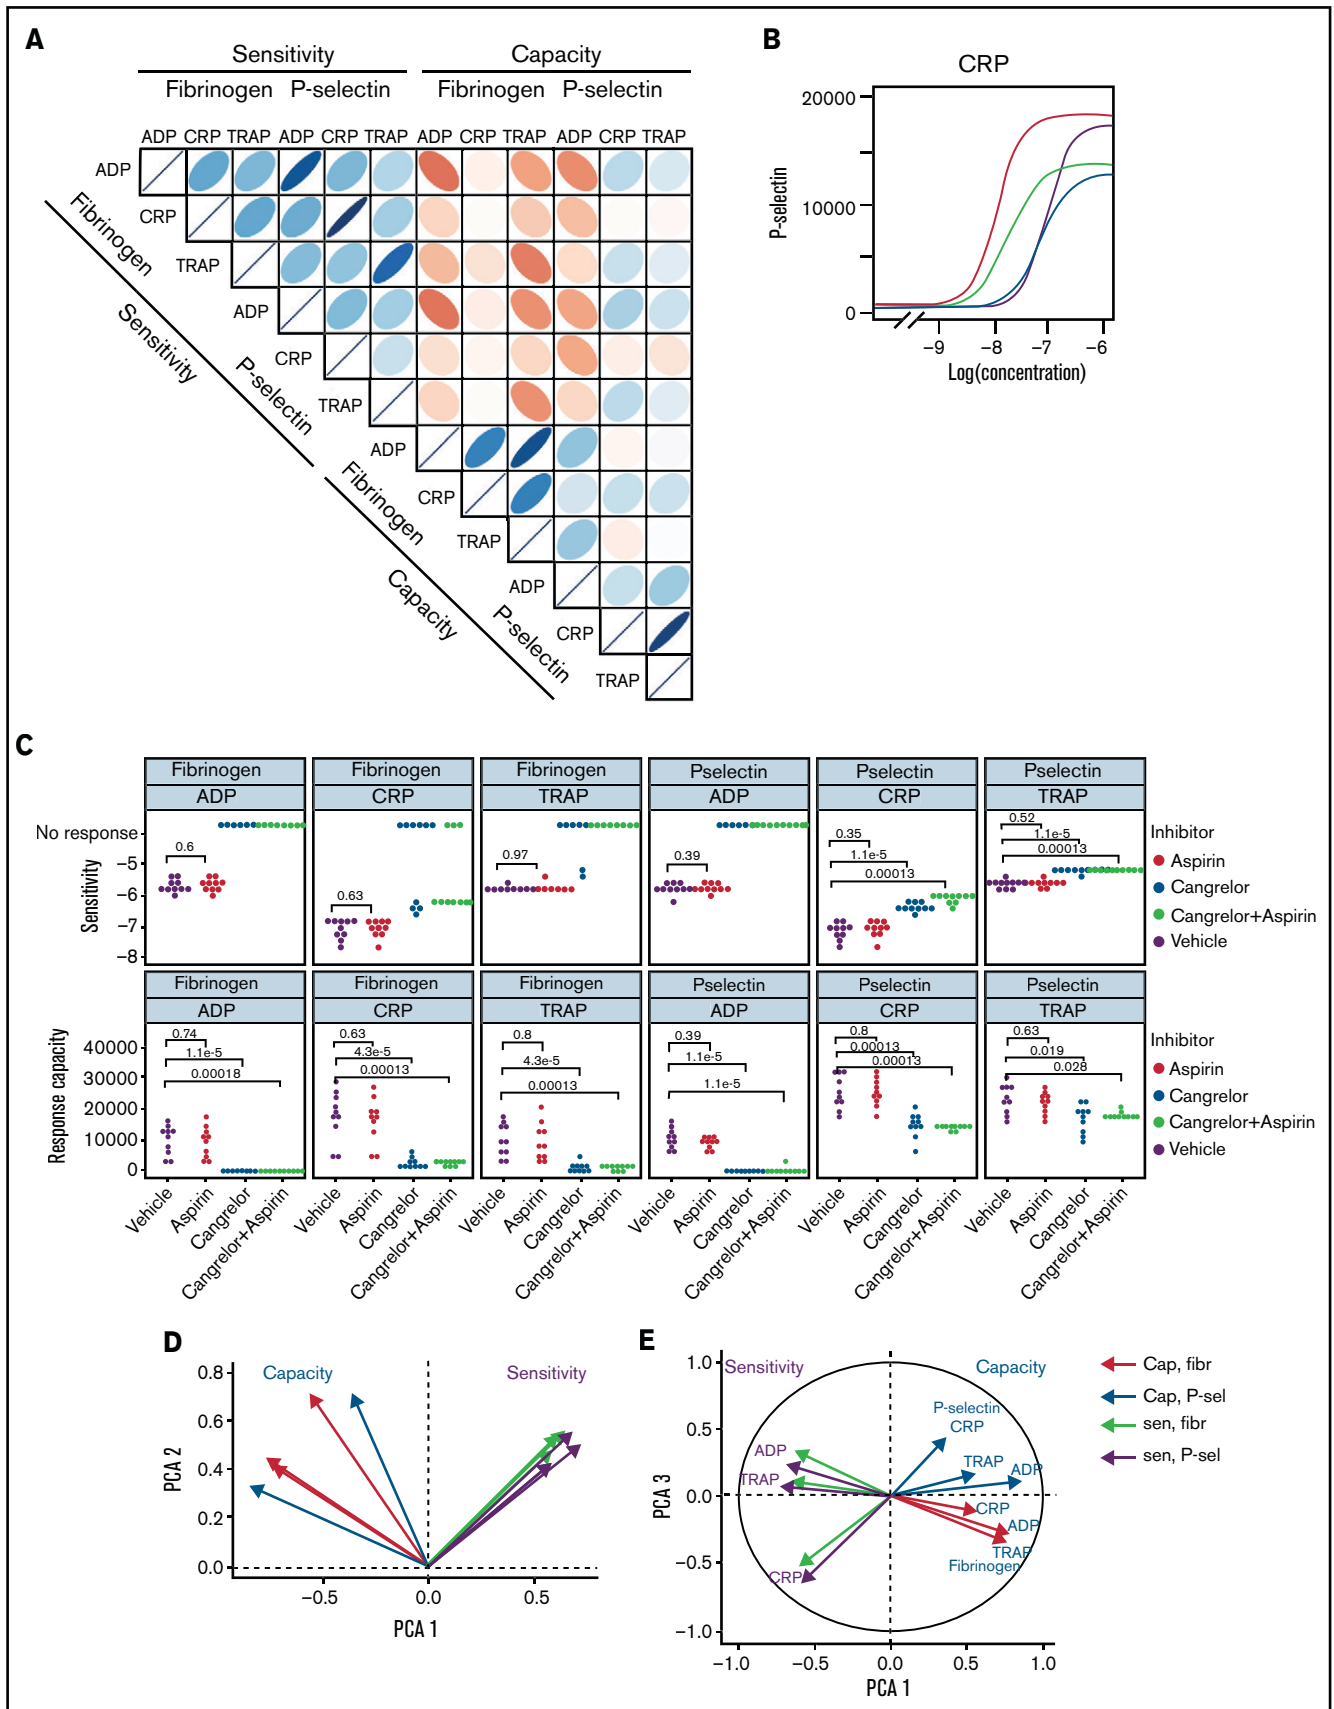 A
Sensitivity Capacity
Fibrinogen P-selectin Fibrinogen P-selectin
ADP CRP TRAP ADP CRP TRAP ADP CRP TRAP ADP CRP TRAP
ADP
CRP
TRAP
ADP
CRP
TRAP
ADP
CRP
TRAP
ADP
CRP
TRAP
Fibrinogen
Sensitivity
P-selectin
Fibrinogen
Capacity
P-selectin
B
CRP
P-selectin
20000
10000
0
−9 −8 −7 −6
Log(concentration)
C
Fibrinogen Fibrinogen Fibrinogen Pselectin Pselectin Pselectin
ADP CRP TRAP ADP CRP TRAP
Sensitivity
No response
−5
−6
−7
−8
0.6
0.63
0.97
0.39
0.35
1.1e-5
0.00013
0.52
1.1e-5
0.00013
Inhibitor
Aspirin
Cangrelor
Cangrelor+Aspirin
Vehicle
Fibrinogen Fibrinogen Fibrinogen Pselectin Pselectin Pselectin
ADP CRP TRAP ADP CRP TRAP
Response capacity
40000
30000
20000
10000
0
0.74
1.1e-5
0.00018
0.63
4.3e-5
0.00013
0.8
4.3e-5
0.00013
0.39
1.1e-5
1.1e-5
0.8
0.00013
0.00013
0.63
0.019
0.028
Inhibitor
Aspirin
Cangrelor
Cangrelor+Aspirin
Vehicle
Vehicle Aspirin Cangrelor Cangrelor+Aspirin
Vehicle Aspirin Cangrelor Cangrelor+Aspirin
Vehicle Aspirin Cangrelor Cangrelor+Aspirin
Vehicle Aspirin Cangrelor Cangrelor+Aspirin
Vehicle Aspirin Cangrelor Cangrelor+Aspirin
Vehicle Aspirin Cangrelor Cangrelor+Aspirin
D
Capacity Sensitivity
PCA 2
0.8
0.6
0.4
0.2
0.0
−0.5 0.0 0.5
PCA 1
E
Sensitivity Capacity
PCA 3
1.0
0.5
0.0
−0.5
−1.0
P-selectin
CRP
TRAP
ADP
ADP
TRAP
CRP
ADP
TRAP
Fibrinogen
CRP
−1.0 −0.5 0.0 0.5 1.0
PCA 1
Cap, fibr
Cap, P-sel
sen, fibr
sen, P-sel